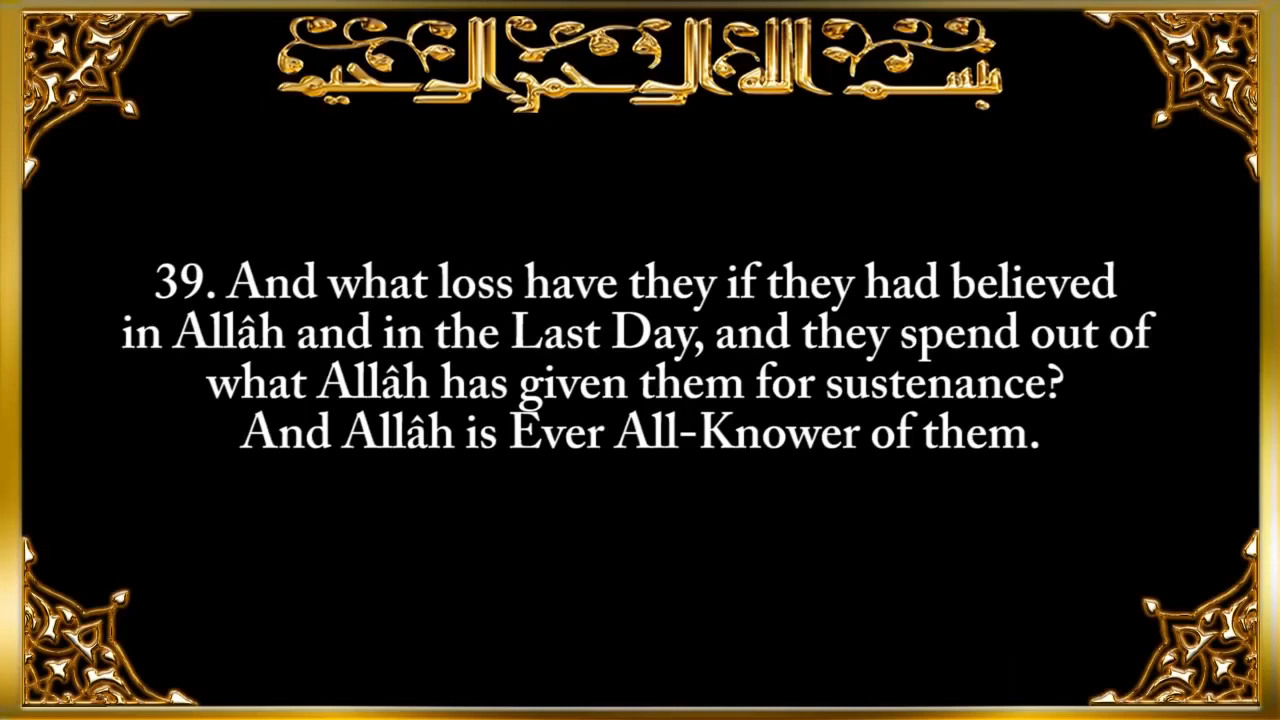 بسم الله الرحمن الرحيم
39. And what loss have they if they had believed
in Allâh and in the Last Day, and they spend out of
what Allâh has given them for sustenance?
And Allâh is Ever All-Knower of them.